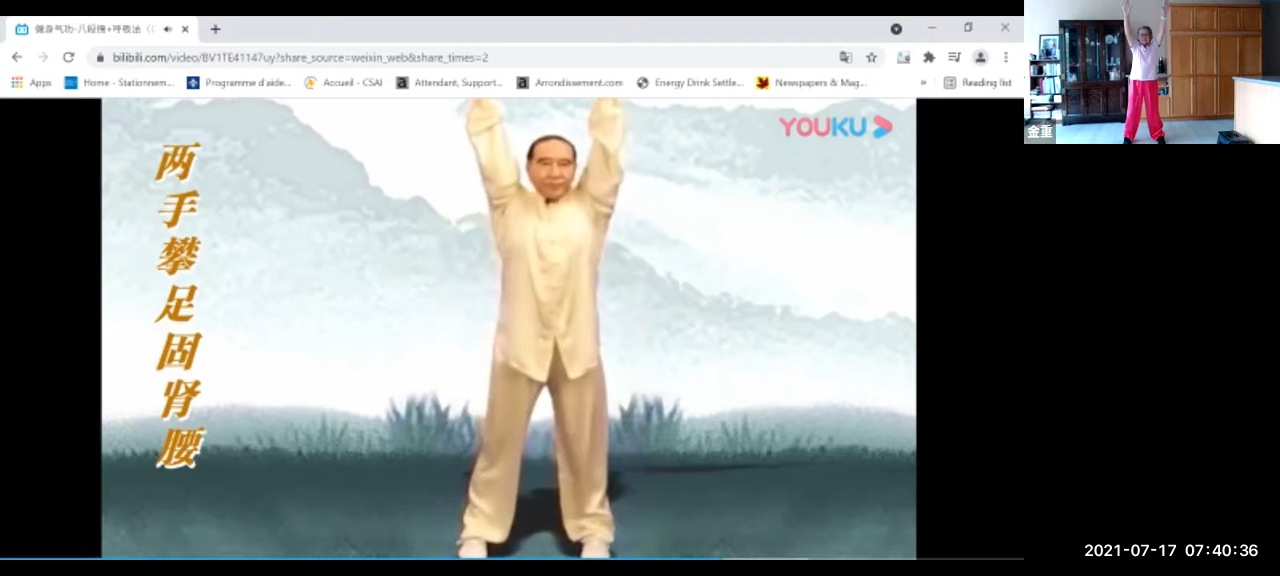 健身气功-八段锦+呼吸法
bilibili.com/video/BV1TE41147uy?share_source=weixin_web&share_times=2
Apps
Home - Stationnem...
Programme d'aide...
Accueil - CSAI
Attendant, Support...
Arrondissement.com
Energy Drink Settle...
Newspapers & Mag...
»
Reading list
YOUKU
两手攀足固肾腰
金重
2021-07-17 07:40:36